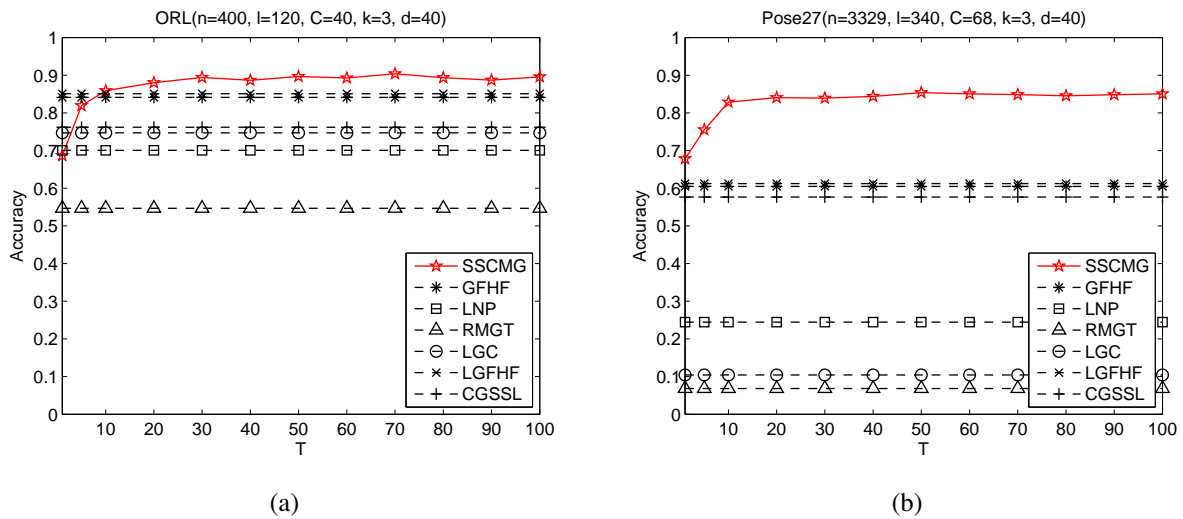 ORL(n=400, l=120, C=40, k=3, d=40)
1
0.9
0.8
0.7
0.6
0.5
0.4
0.3
0.2
0.1
0
Accuracy
10 20 30 40 50 60 70 80 90 100
T
SSCMG
GFHF
LNP
RMGT
LGC
LGFHF
CGSSL
(a)
Pose27(n=3329, l=340, C=68, k=3, d=40)
1
0.9
0.8
0.7
0.6
0.5
0.4
0.3
0.2
0.1
0
Accuracy
10 20 30 40 50 60 70 80 90 100
T
SSCMG
GFHF
LNP
RMGT
LGC
LGFHF
CGSSL
(b)